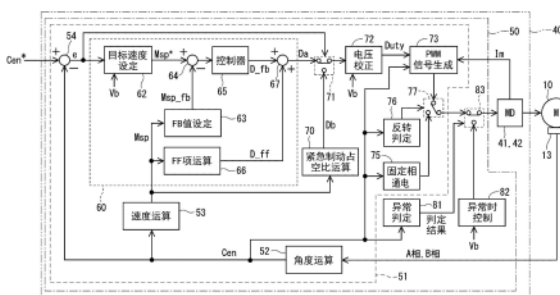 50
40
54
Cen*
e
目标速度
设定
62
Vb
Msp*
64
Msp_fb
控制器
65
D_fb
67
Da
71
72
电压
校正
Vb
Duty
73
PWM
信号生成
Im
77
83
10
13
MD
41,42
Db
FB值设定
63
Msp
FF项运算
66
D_ff
70
紧急制动占
空比运算
76
反转
判定
75
固定相
通电
60
速度运算
53
81
异常
判定
判定
结果
82
异常时
控制
Vb
Cen
52
角度运算
A相,B相
51